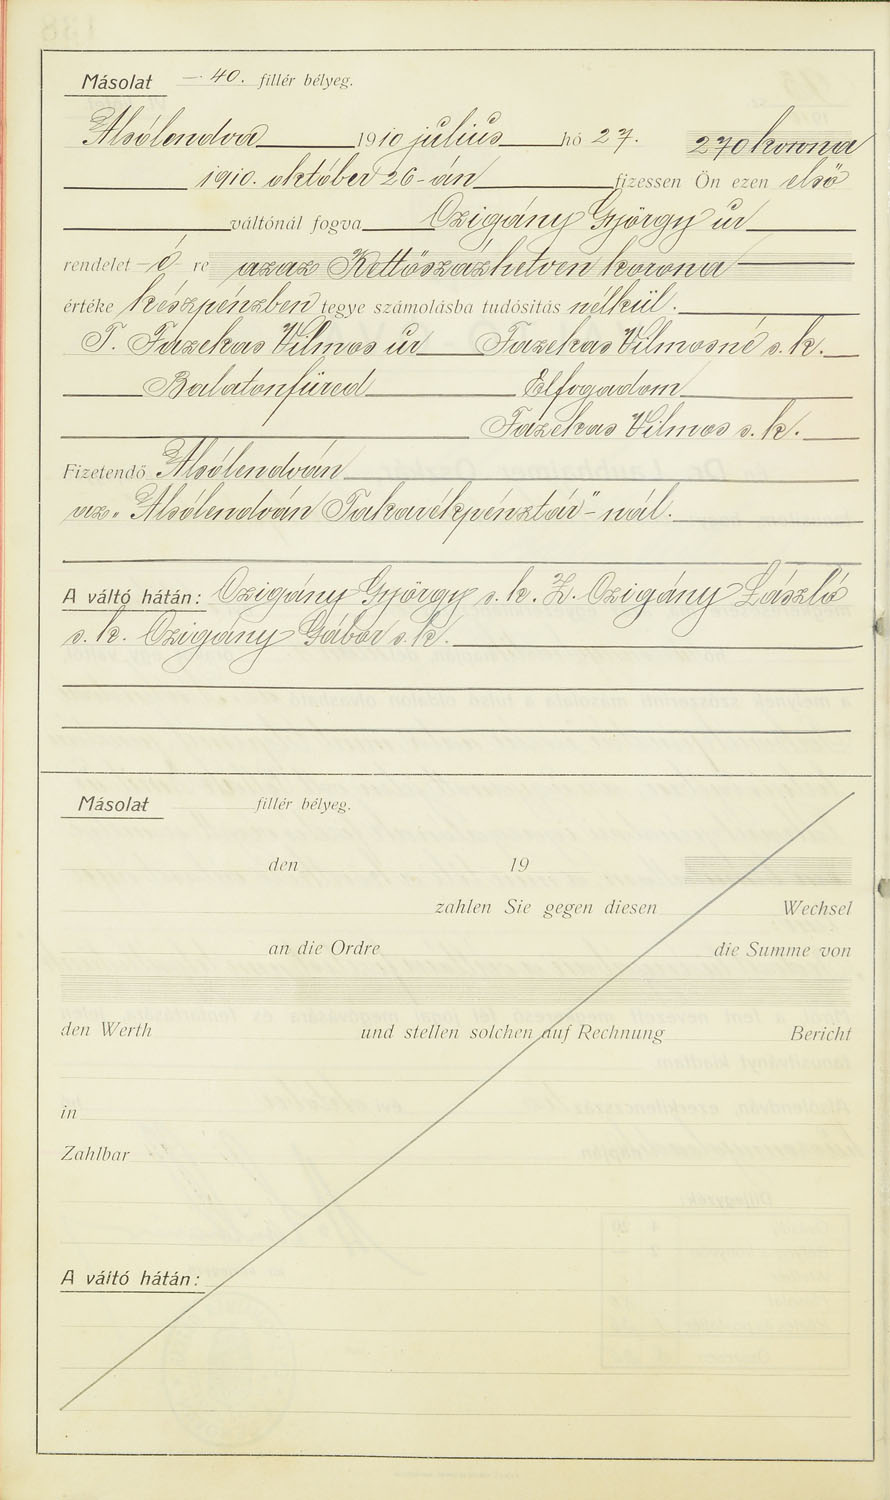 Másolat – 40. fillér bélyeg.
Alsólendva 1910 július hó 27. 270 korona
1910. október 26-án fizessen Ön ezen első
váltónál fogva Czigány György úr
rendelet – é re azaz Kettőszázhetven korona
értéke készpénzben tegye számolásba tudósítás nélkül.
T. Fazekas Vilmos úr Fazekas Vilmosné s. k.
Balatonfüred Elfogadom
Fazekas Vilmos s. k.
Fizetendő Alsólendván
az „Alsólendván Takarékpénztár"-nál.
A váltó hátán: Czigány György s. k. Z. Czigány László
s. k. Czigány Gábor s. k.
Másolat fillér bélyeg.
den 19
zahlen Sie gegen diesen Wechsel
an die Ordre die Summe von
den Werth und stellen solchen auf Rechnung Bericht
in
Zahlbar
A váltó hátán: